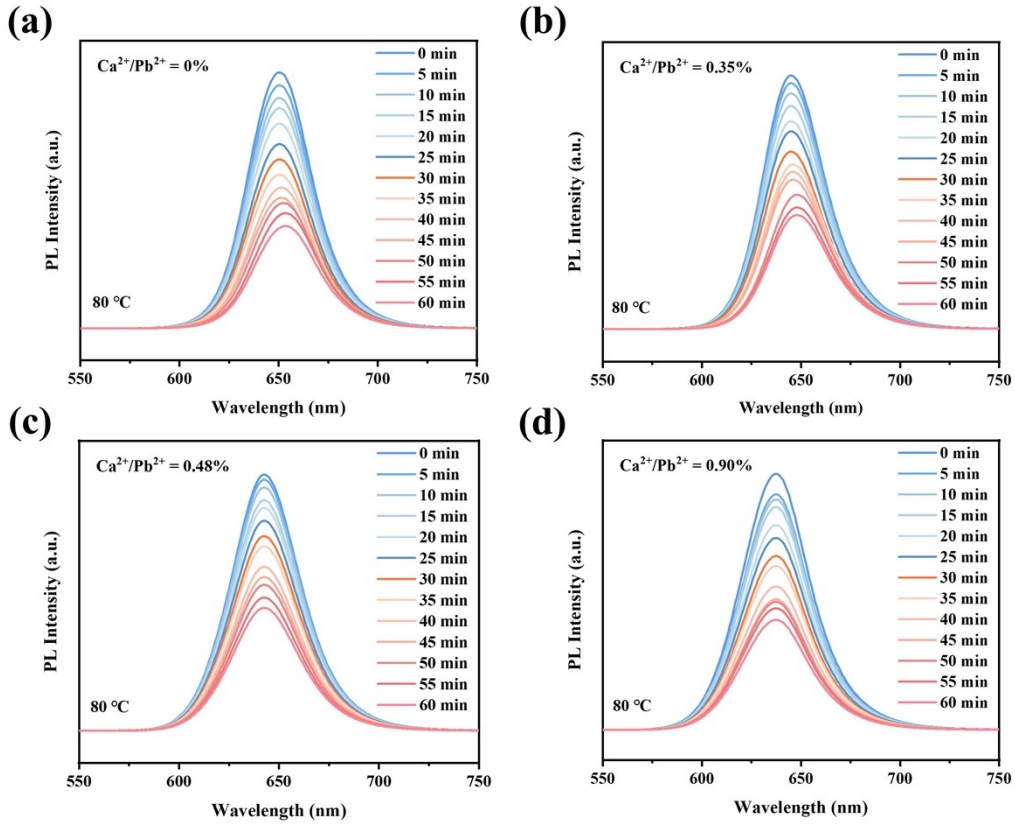 (a)
Ca²⁺/Pb²⁺ = 0%
0 min
5 min
10 min
15 min
20 min
25 min
30 min
35 min
40 min
45 min
50 min
55 min
60 min
80 °C
PL Intensity (a.u.)
550 600 650 700 750
Wavelength (nm)
(b)
Ca²⁺/Pb²⁺ = 0.35%
0 min
5 min
10 min
15 min
20 min
25 min
30 min
35 min
40 min
45 min
50 min
55 min
60 min
80 °C
PL Intensity (a.u.)
550 600 650 700 750
Wavelength (nm)
(c)
Ca²⁺/Pb²⁺ = 0.48%
0 min
5 min
10 min
15 min
20 min
25 min
30 min
35 min
40 min
45 min
50 min
55 min
60 min
80 °C
PL Intensity (a.u.)
550 600 650 700 750
Wavelength (nm)
(d)
Ca²⁺/Pb²⁺ = 0.90%
0 min
5 min
10 min
15 min
20 min
25 min
30 min
35 min
40 min
45 min
50 min
55 min
60 min
80 °C
PL Intensity (a.u.)
550 600 650 700 750
Wavelength (nm)